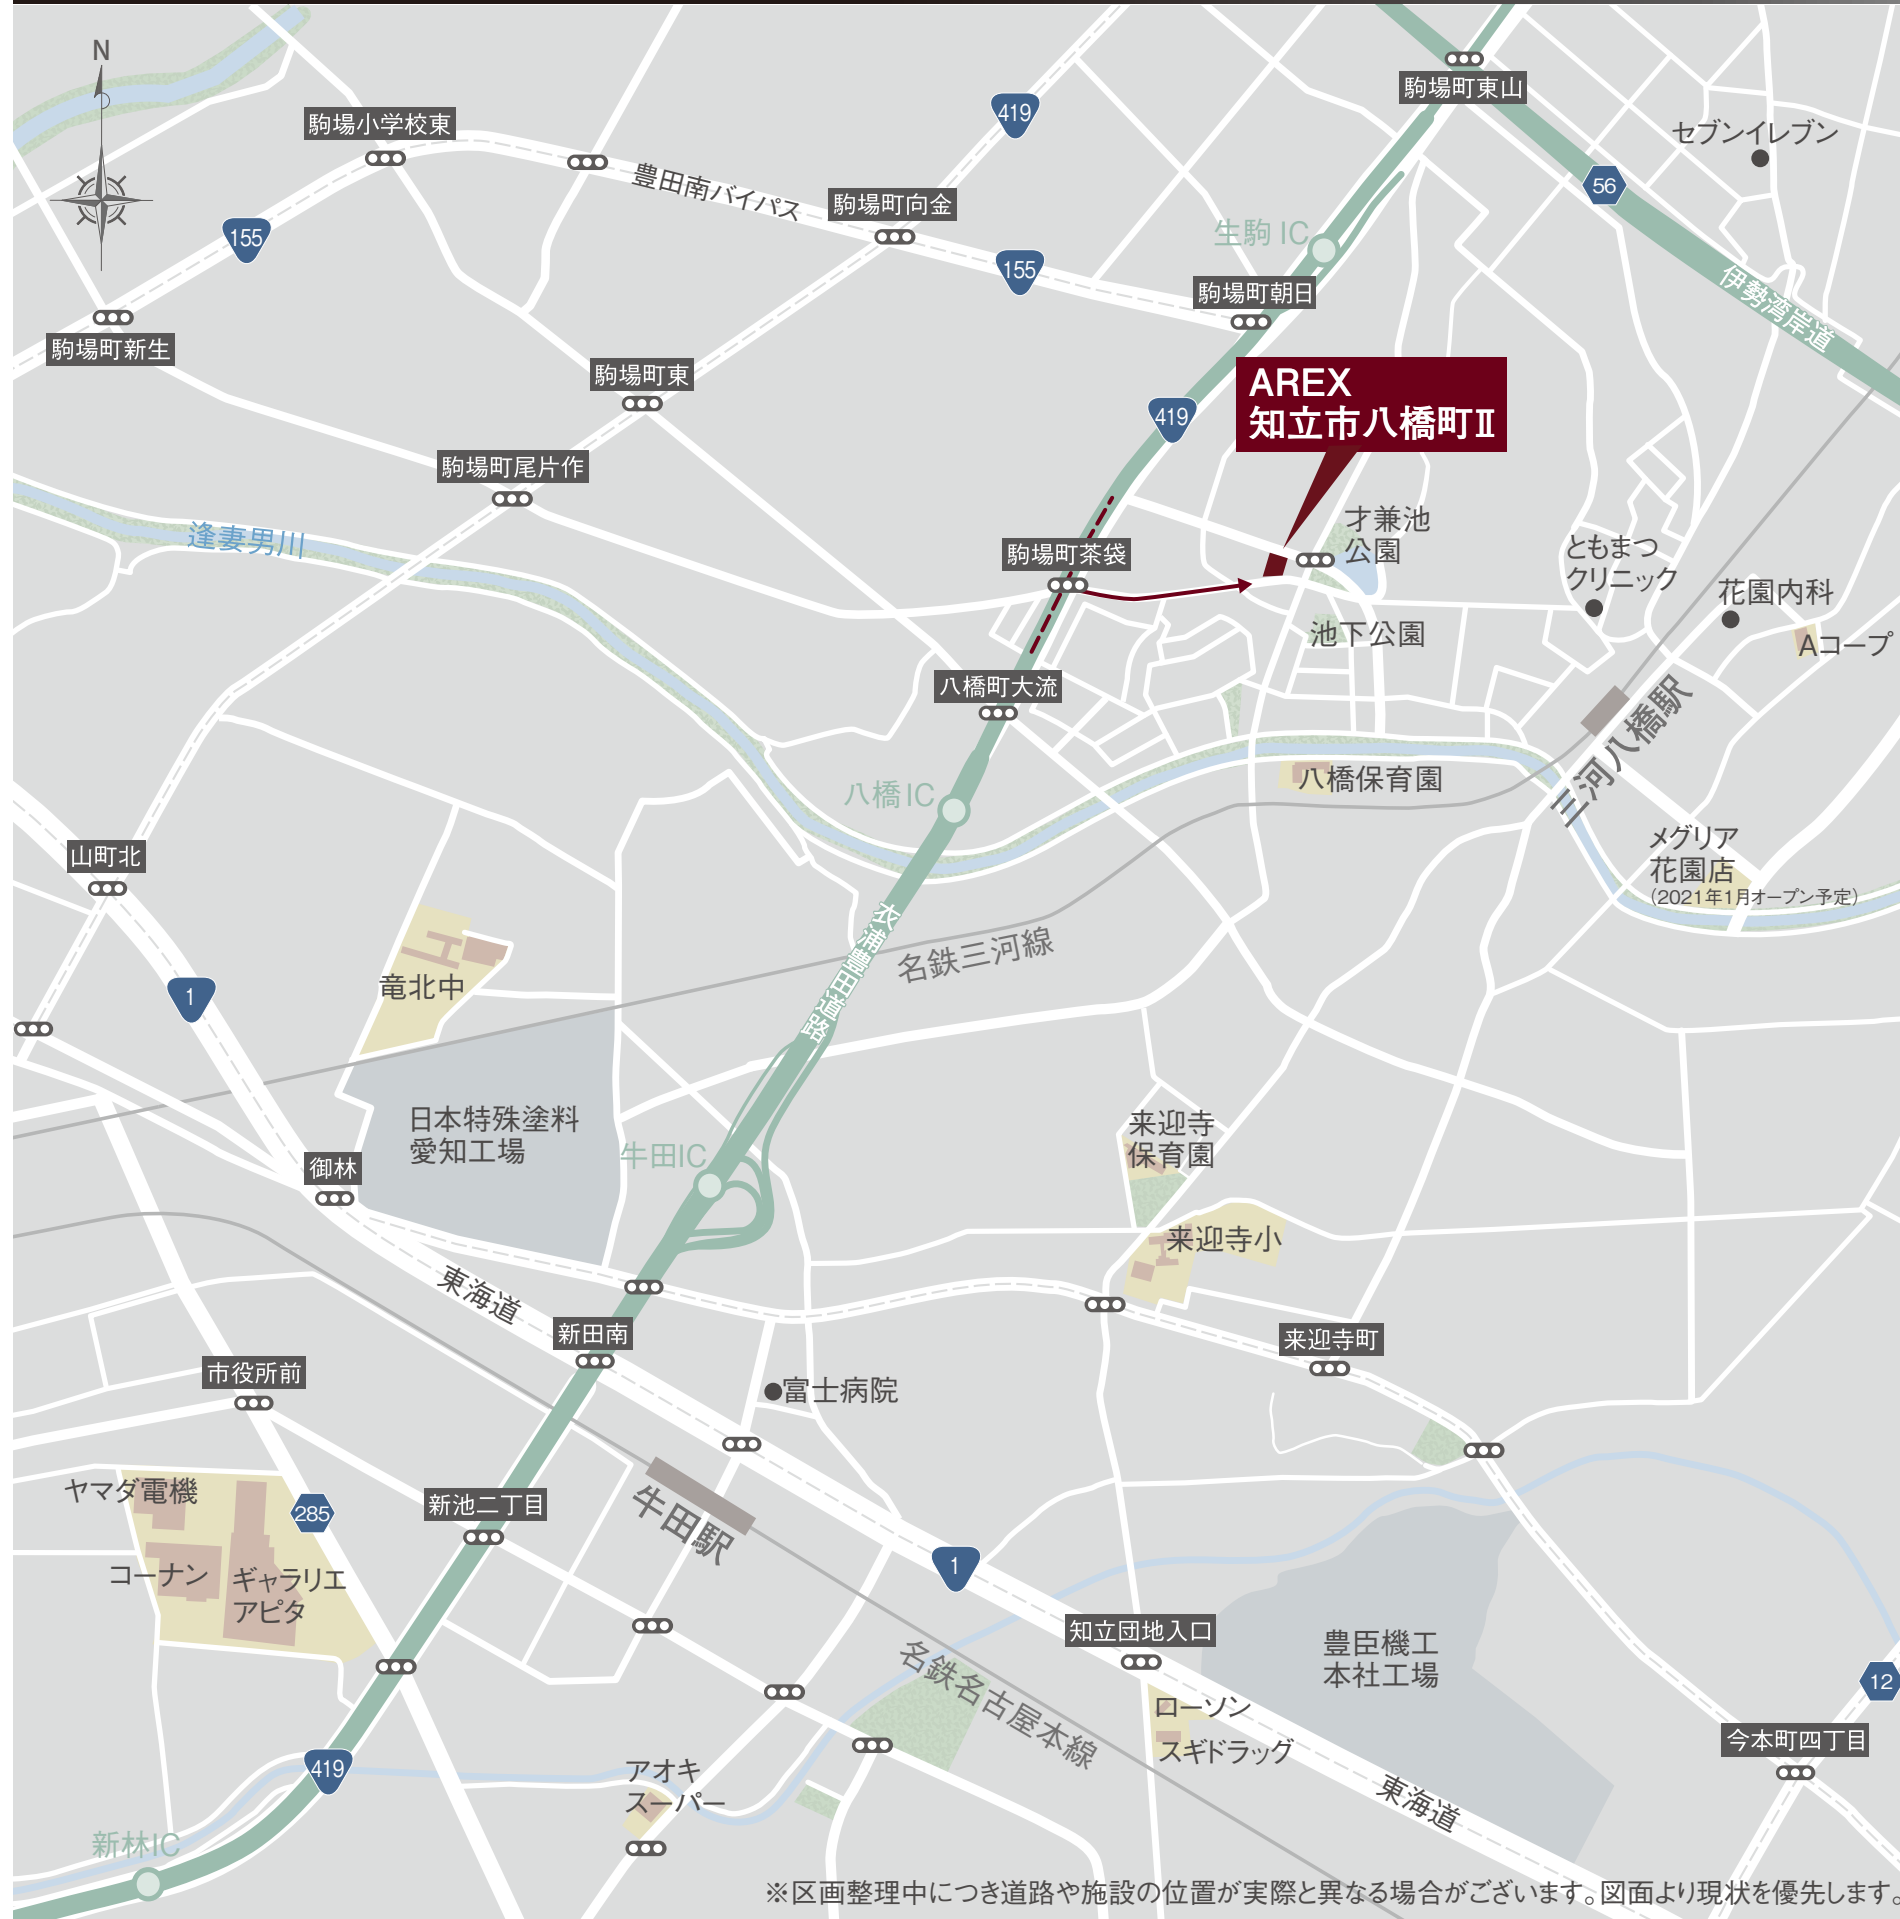 N
駒場小学校東
419
駒場町東山
セブンイレブン
豊田南バイパス
56
駒場町向金
155
生駒 IC
155
駒場町朝日
伊勢湾岸道
駒場町新生
駒場町東
AREX
知立市八橋町Ⅱ
419
駒場町尾片作
逢妻男川
才兼池
公園
駒場町茶袋
ともまつ
クリニック
花園内科
池下公園
Aコープ
八橋町大流
三河八橋駅
八橋 IC
八橋保育園
山町北
メグリア
花園店
(2021年1月オープン予定)
衣浦豊田道路
名鉄三河線
竜北中
1
日本特殊塗料
愛知工場
牛田IC
来迎寺
保育園
御林
来迎寺小
東海道
新田南
来迎寺町
市役所前
富士病院
ヤマダ電機
285
新池二丁目
牛田駅
コーナン
ギャラリエ
アピタ
1
知立団地入口
豊臣機工
本社工場
名鉄名古屋本線
12
ローソン
スギドラッグ
今本町四丁目
419
アオキ
スーパー
東海道
新林IC
※区画整理中につき道路や施設の位置が実際と異なる場合がございます。図面より現状を優先します。